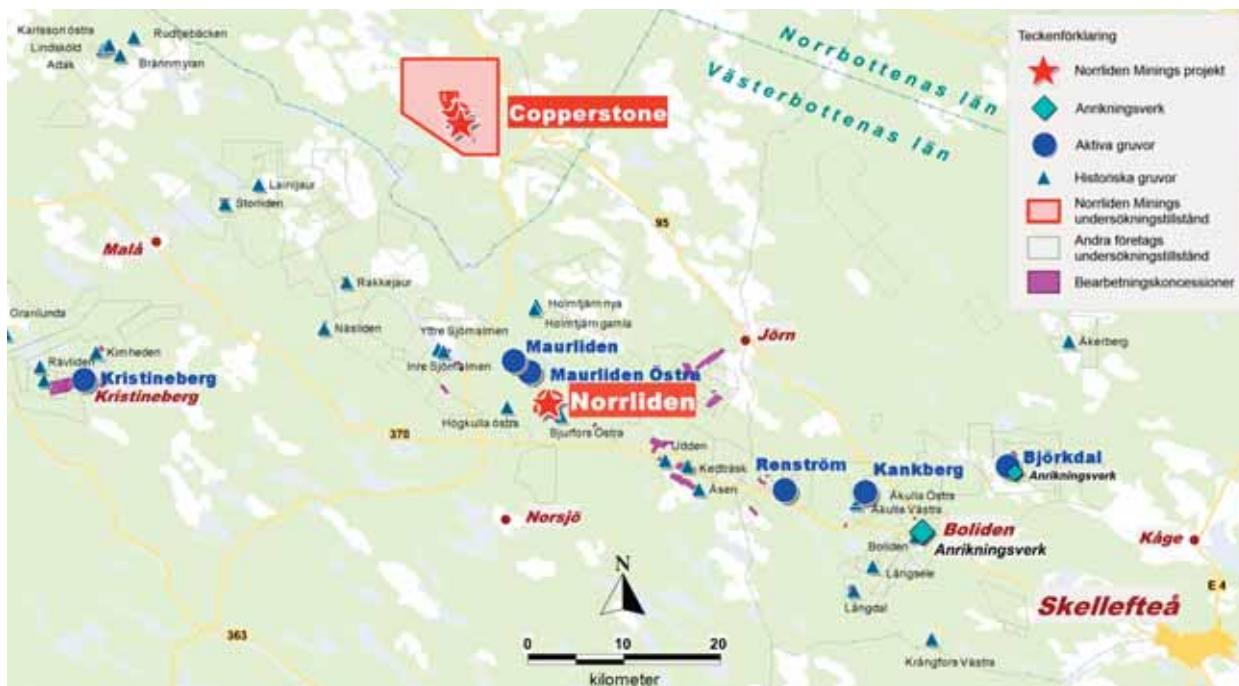 Karlsson östra
Lindsköld
Adak
Rudtjebäcken
Brännmyran
Copperstone
Norrbottenas län
Västerbottenas län
Teckenförklaring
Norrliden Minings projekt
Anrikningsverk
Aktiva gruvor
Historiska gruvor
Norrliden Minings
undersökningstillstånd
Andra företags
undersökningstillstånd
Bearbetningskoncessioner
Lainijaur
Storliden
Malå
95
Rakkejaur
Näsliden
Holmtjärn nya
Holmtjärn gamla
Yttre Sjömalmen
Inre Sjömalmen
Granlunda
Kimheden
Rävliden
Kristineberg
Kristineberg
Maurliden
Maurliden Östra
Norrliden
Jörn
Åkerberg
Högkulla östra
Bjurfors Östra
370
Udden
Kedträsk
Åsen
Renström
Kankberg
Björkdal
Anrikningsverk
Åkulla Östra
Åkulla Västra
Norsjö
Boliden
Anrikningsverk
Boliden
Kåge
Långsele
Långdal
E 4
Skellefteå
363
Krångfors Västra
N
0 10 20
kilometer